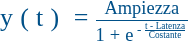 y ( t ) = Ampiezza / 1 + e - t - Latenza / Costante